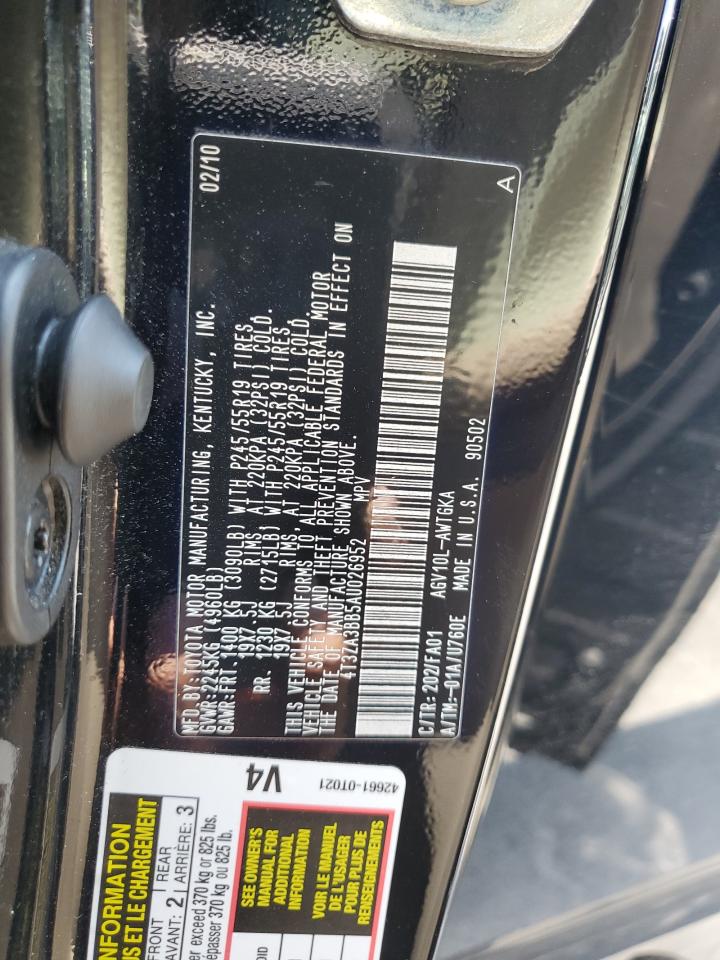 MFD.BY:TOYOTA MOTOR MANUFACTURING, KENTUCKY, INC. 02/10
GVWR:2245KG (4960LB)
GAWR:FRT.1400 KG (3090LB) WITH P245/55R19 TIRES
19X7.5J RIMS, AT 220KPA (32PSI) COLD.
RR. 1230 KG (2715LB) WITH P245/55R19 TIRES,
19X7.5J RIMS, AT 220KPA (32PSI) COLD.
THIS VEHICLE CONFORMS TO ALL APPLICABLE FEDERAL MOTOR
VEHICLE SAFETY AND THEFT PREVENTION STANDARDS IN EFFECT ON
THE DATE OF MANUFACTURE SHOWN ABOVE.
4T3ZA3BB5AU026952 MPV
C/TR:202/FA01 AGV10L-AWTGKA
A/TM:-01A/U760E MADE IN U.S.A. 90502
A
V4
42661-0T021
INFORMATION
S ET LE CHARGEMENT
FRONT
AVANT: 2
REAR
ARRIÈRE: 3
er exceed 370 kg or 825 lbs.
épasser 370 kg ou 825 lb.
SEE OWNER'S
MANUAL FOR
ADDITIONAL
INFORMATION
VOIR LE MANUEL
DE L'USAGER
POUR PLUS DE
RENSEIGNEMENTS
OID